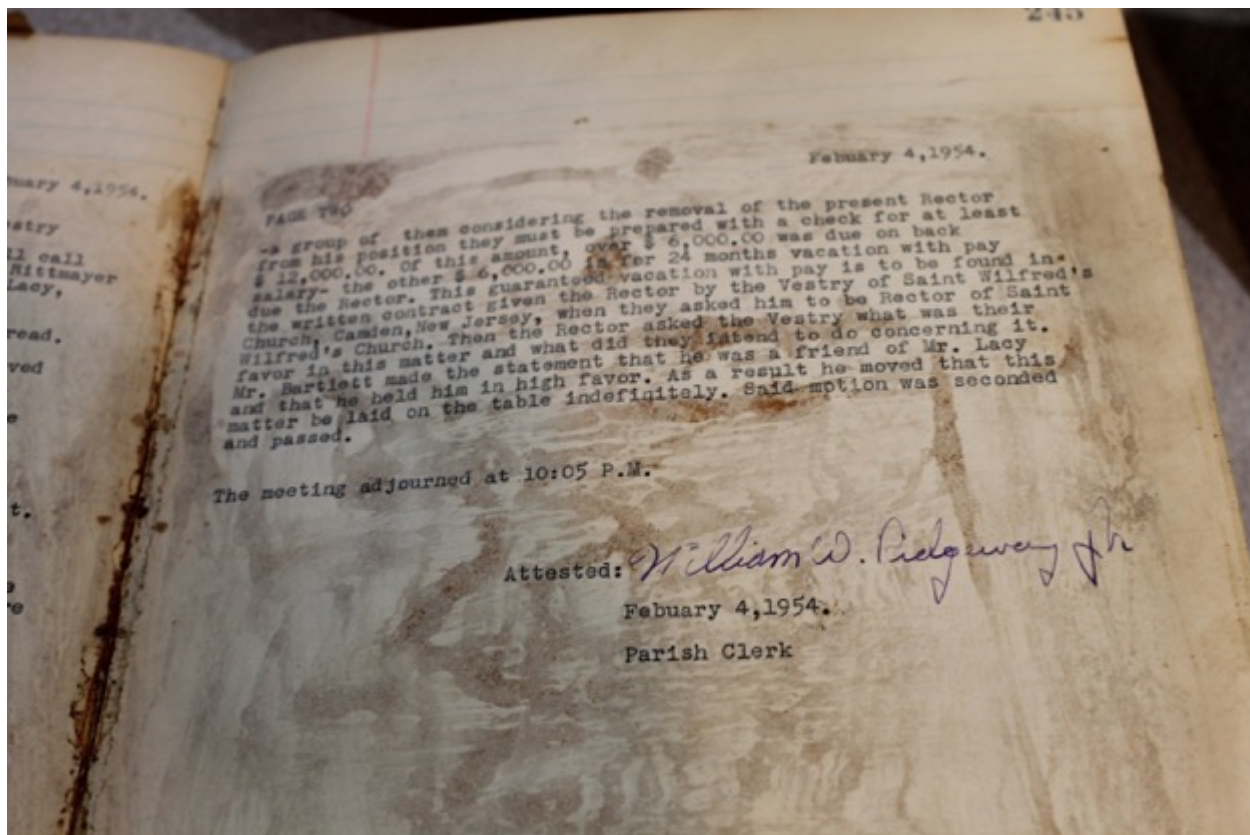 245
uary 4,1954.
stry
ll call
Rittmayer
Lacy,
read.
ved
e
t.
e
re
Febuary 4,1954.
PAGE TWO
-a group of them considering the removal of the present Rector
from his position they must be prepared with a check for at least
$ 12,000.00. Of this amount, over $ 6,000.00 was due on back
salary- the other $ 6,000.00 is for 24 months vacation with pay
due the Rector. This guaranteed vacation with pay is to be found in
the written contract given the Rector by the Vestry of Saint Wilfred's
Church, Camden,New Jersey, when they asked him to be Rector of Saint
Wilfred's Church. Then the Rector asked the Vestry what was their
favor in this matter and what did they intend to do concerning it.
Mr. Bartlett made the statement that he was a friend of Mr. Lacy
and that he held him in high favor. As a result he moved that this
matter be laid on the table indefinitely. Said motion was seconded
and passed.
The meeting adjourned at 10:05 P.M.
Attested: William W. Ridgeway Jr
Febuary 4,1954.
Parish Clerk